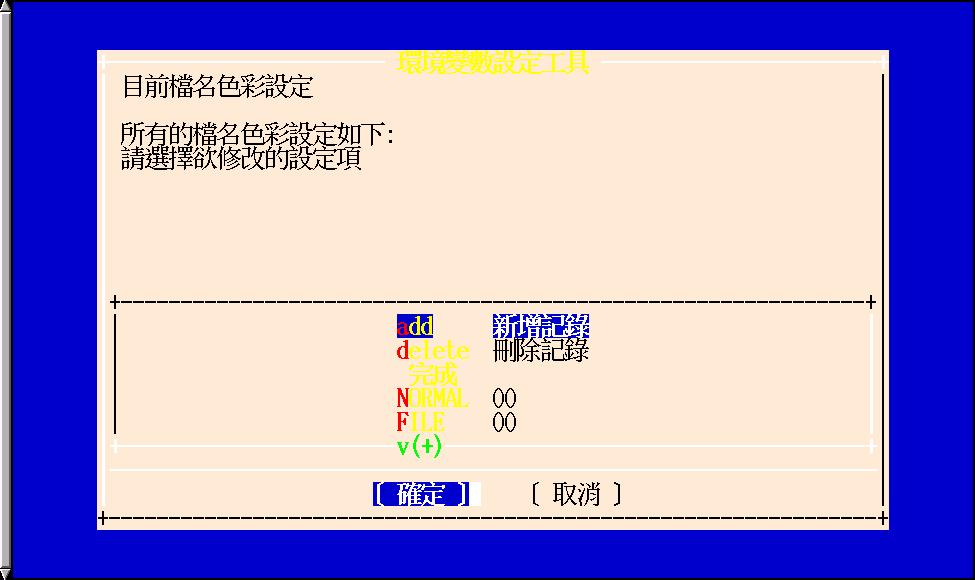 環境變數設定工具
目前檔名色彩設定
所有的檔名色彩設定如下:
請選擇欲修改的設定項
add 新增記錄
delete 刪除記錄
完成
NORMAL 00
FILE 00
v(+)
[ 確定 ] [ 取消 ]